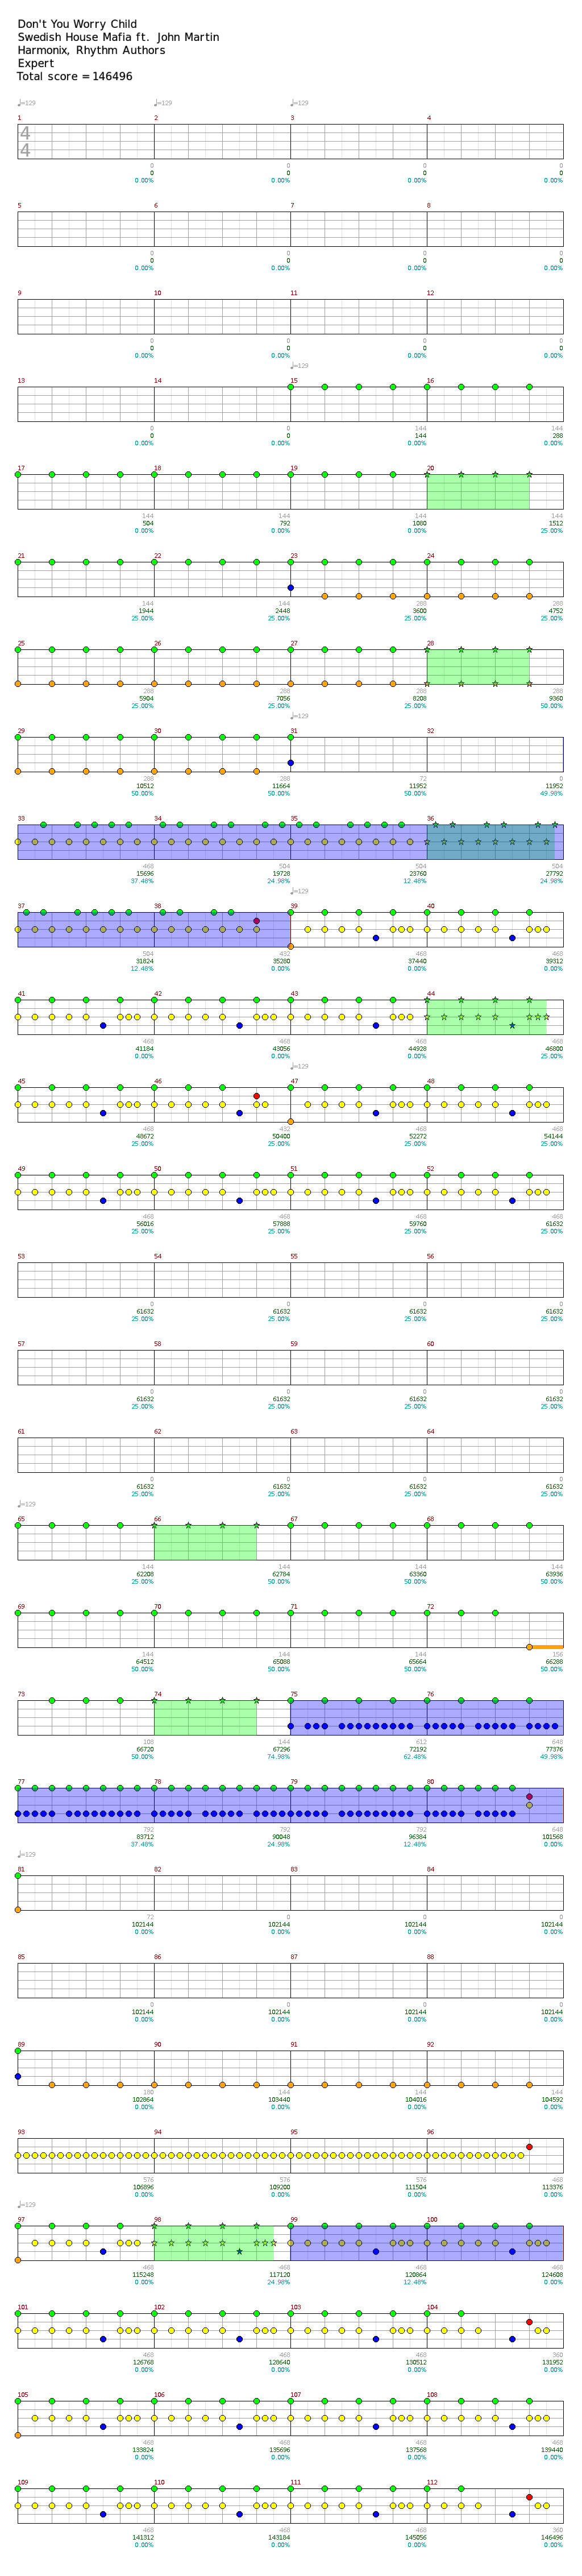 Don't You Worry Child
Swedish House Mafia ft. John Martin
Harmonix, Rhythm Authors
Expert
Total score = 146496
♩=129 ♩=129 ♩=129
1 2 3 4
4
4
0 0 0 0
0 0 0 0
0.00% 0.00% 0.00% 0.00%
5 6 7 8
0 0 0 0
0 0 0 0
0.00% 0.00% 0.00% 0.00%
9 10 11 12
0 0 0 0
0 0 0 0
0.00% 0.00% 0.00% 0.00%
♩=129
13 14 15 16
0 0 144 144
0 0 144 288
0.00% 0.00% 0.00% 0.00%
17 18 19 20
144 144 144 144
504 792 1080 1512
0.00% 0.00% 0.00% 25.00%
21 22 23 24
144 144 288 288
1944 2448 3600 4752
25.00% 25.00% 25.00% 25.00%
25 26 27 28
288 288 288 288
5904 7056 8208 9360
25.00% 25.00% 25.00% 50.00%
♩=129
29 30 31 32
288 288 72 0
10512 11664 11952 11952
50.00% 50.00% 50.00% 49.98%
33 34 35 36
468 504 504 504
15696 19728 23760 27792
37.48% 24.98% 12.48% 24.98%
♩=129
37 38 39 40
504 432 468 468
31824 35280 37440 39312
12.48% 0.00% 0.00% 0.00%
41 42 43 44
468 468 468 468
41184 43056 44928 46800
0.00% 0.00% 0.00% 25.00%
♩=129
45 46 47 48
468 432 468 468
48672 50400 52272 54144
25.00% 25.00% 25.00% 25.00%
49 50 51 52
468 468 468 468
56016 57888 59760 61632
25.00% 25.00% 25.00% 25.00%
53 54 55 56
0 0 0 0
61632 61632 61632 61632
25.00% 25.00% 25.00% 25.00%
57 58 59 60
0 0 0 0
61632 61632 61632 61632
25.00% 25.00% 25.00% 25.00%
61 62 63 64
0 0 0 0
61632 61632 61632 61632
25.00% 25.00% 25.00% 25.00%
♩=129
65 66 67 68
144 144 144 144
62208 62784 63360 63936
25.00% 50.00% 50.00% 50.00%
69 70 71 72
144 144 144 156
64512 65088 65664 66288
50.00% 50.00% 50.00% 50.00%
73 74 75 76
108 144 612 648
66720 67296 72192 77376
50.00% 74.98% 62.48% 49.98%
77 78 79 80
792 792 792 648
83712 90048 96384 101568
37.48% 24.98% 12.48% 0.00%
♩=129
81 82 83 84
72 0 0 0
102144 102144 102144 102144
0.00% 0.00% 0.00% 0.00%
85 86 87 88
0 0 0 0
102144 102144 102144 102144
0.00% 0.00% 0.00% 0.00%
89 90 91 92
180 144 144 144
102864 103440 104016 104592
0.00% 0.00% 0.00% 0.00%
93 94 95 96
576 576 576 468
106896 109200 111504 113376
0.00% 0.00% 0.00% 0.00%
♩=129
97 98 99 100
468 468 468 468
115248 117120 120864 124608
0.00% 24.98% 12.48% 0.00%
101 102 103 104
468 468 468 360
126768 128640 130512 131952
0.00% 0.00% 0.00% 0.00%
105 106 107 108
468 468 468 468
133824 135696 137568 139440
0.00% 0.00% 0.00% 0.00%
109 110 111 112
468 468 468 360
141312 143184 145056 146496
0.00% 0.00% 0.00% 0.00%